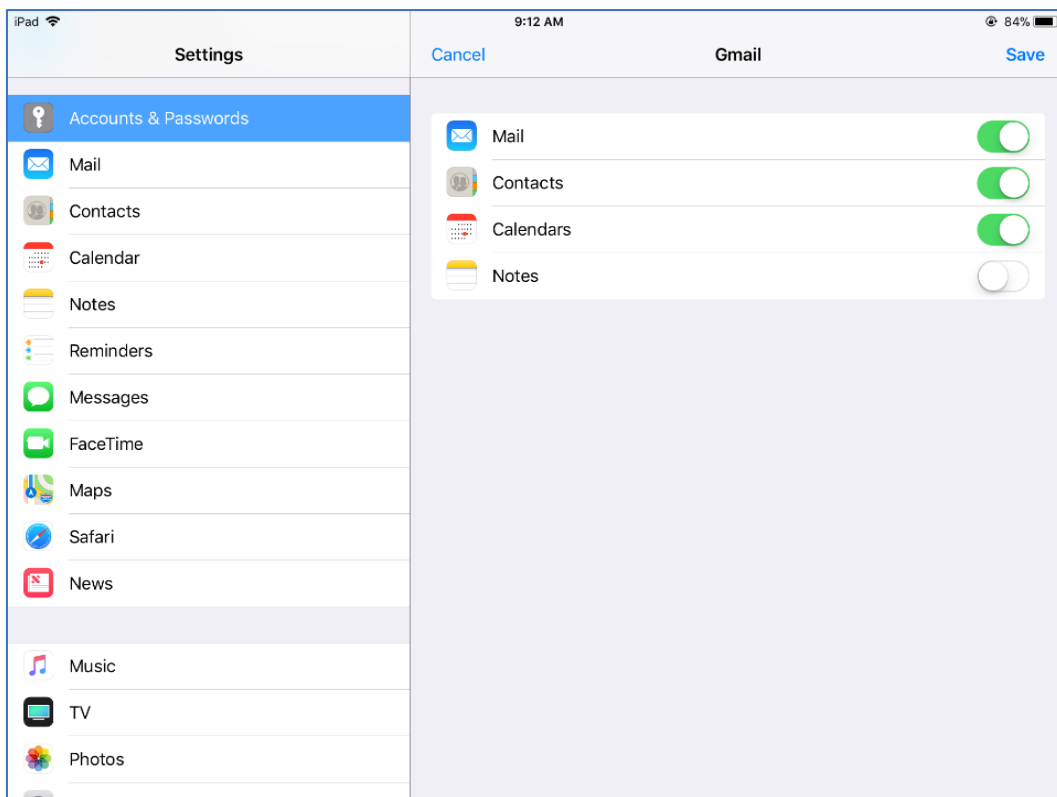 iPad
9:12 AM
84%
Settings
Cancel
Gmail
Save
Accounts & Passwords
Mail
Contacts
Calendar
Notes
Reminders
Messages
FaceTime
Maps
Safari
News
Music
TV
Photos
Mail
Contacts
Calendars
Notes